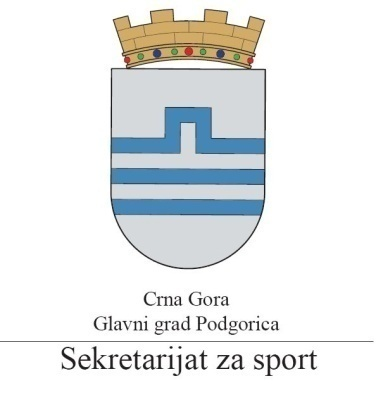 Crna Gora
Glavni grad Podgorica
Sekretarijat za sport